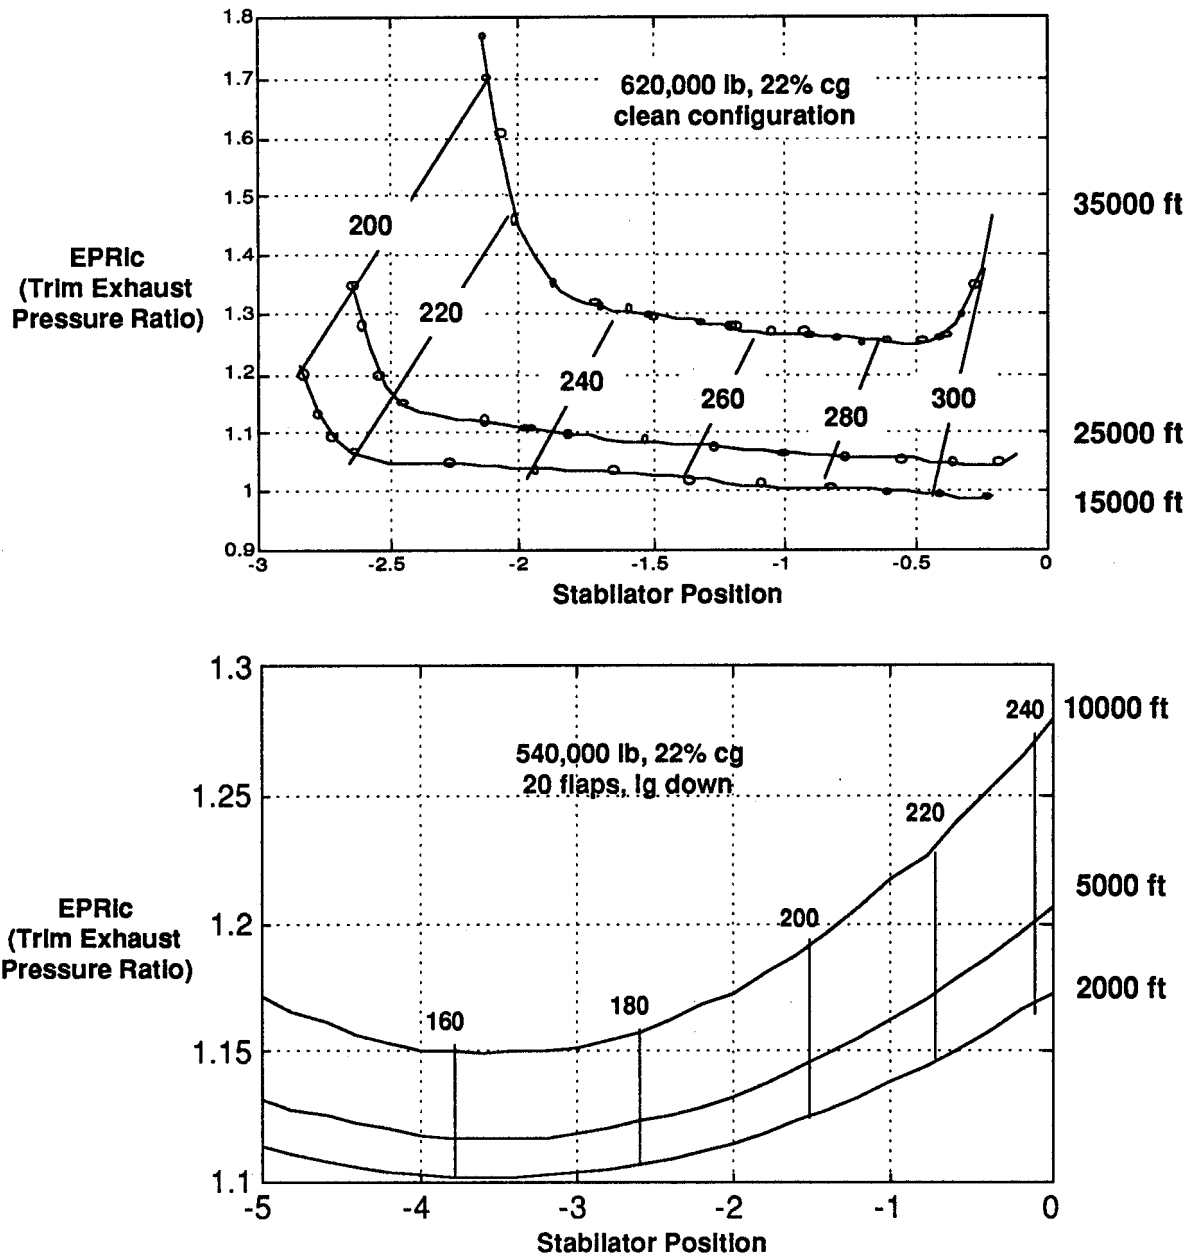 1.8
1.7
620,000 lb, 22% cg
clean configuration
1.6
1.5
35000 ft
200
EPRIc
(Trim Exhaust
Pressure Ratio)
1.4
1.3
220
1.2
240
260
280
300
1.1
25000 ft
1
15000 ft
0.9
-3
-2.5
-2
-1.5
-1
-0.5
0
Stabilator Position
1.3
240
10000 ft
540,000 lb, 22% cg
20 flaps, lg down
1.25
220
5000 ft
EPRIc
(Trim Exhaust
Pressure Ratio)
1.2
200
2000 ft
180
160
1.15
1.1
-5
-4
-3
-2
-1
0
Stabilator Position